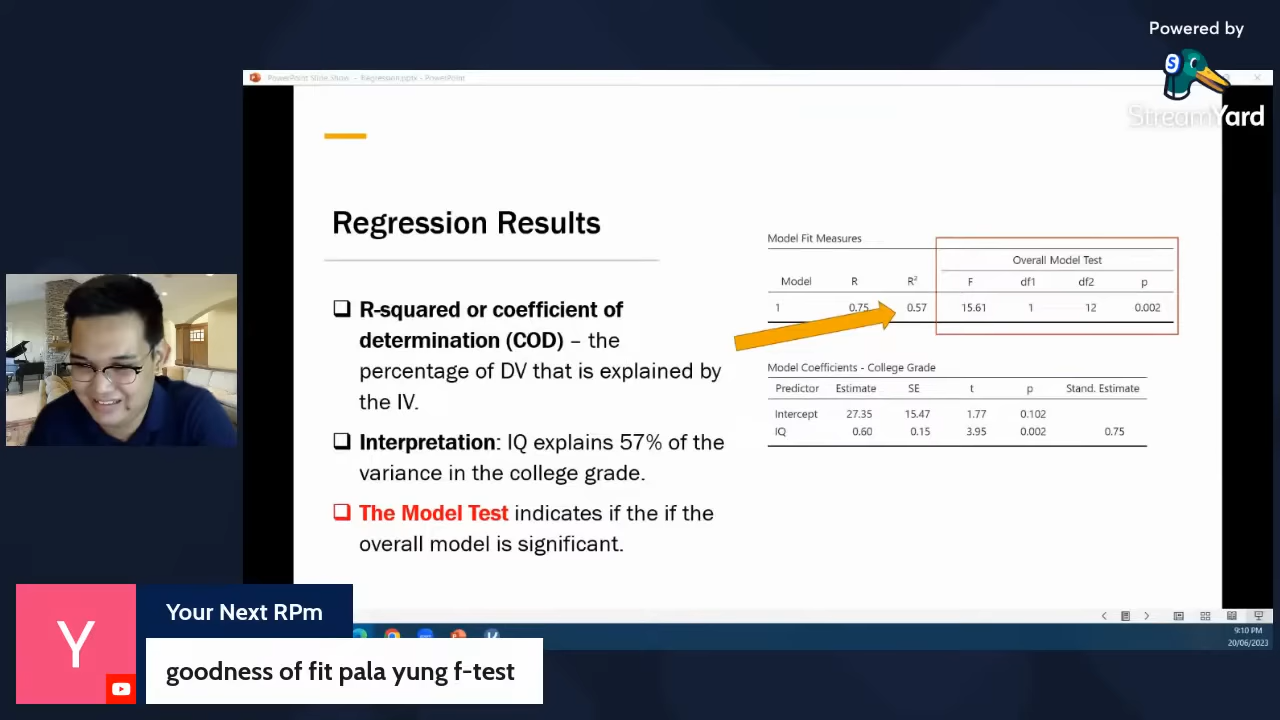 Powered by
StreamYard
PowerPoint Slide Show - Regression.pptx - PowerPoint
Regression Results
R-squared or coefficient of
determination (COD) – the
percentage of DV that is explained by
the IV.
Interpretation: IQ explains 57% of the
variance in the college grade.
The Model Test indicates if the if the
overall model is significant.
Model Fit Measures
Overall Model Test
Model R R² F df1 df2 p
1 0.75 0.57 15.61 1 12 0.002
Model Coefficients - College Grade
Predictor Estimate SE t p Stand. Estimate
Intercept 27.35 15.47 1.77 0.102
IQ 0.60 0.15 3.95 0.002 0.75
9:10 PM
20/06/2023
Y
Your Next RPm
goodness of fit pala yung f-test